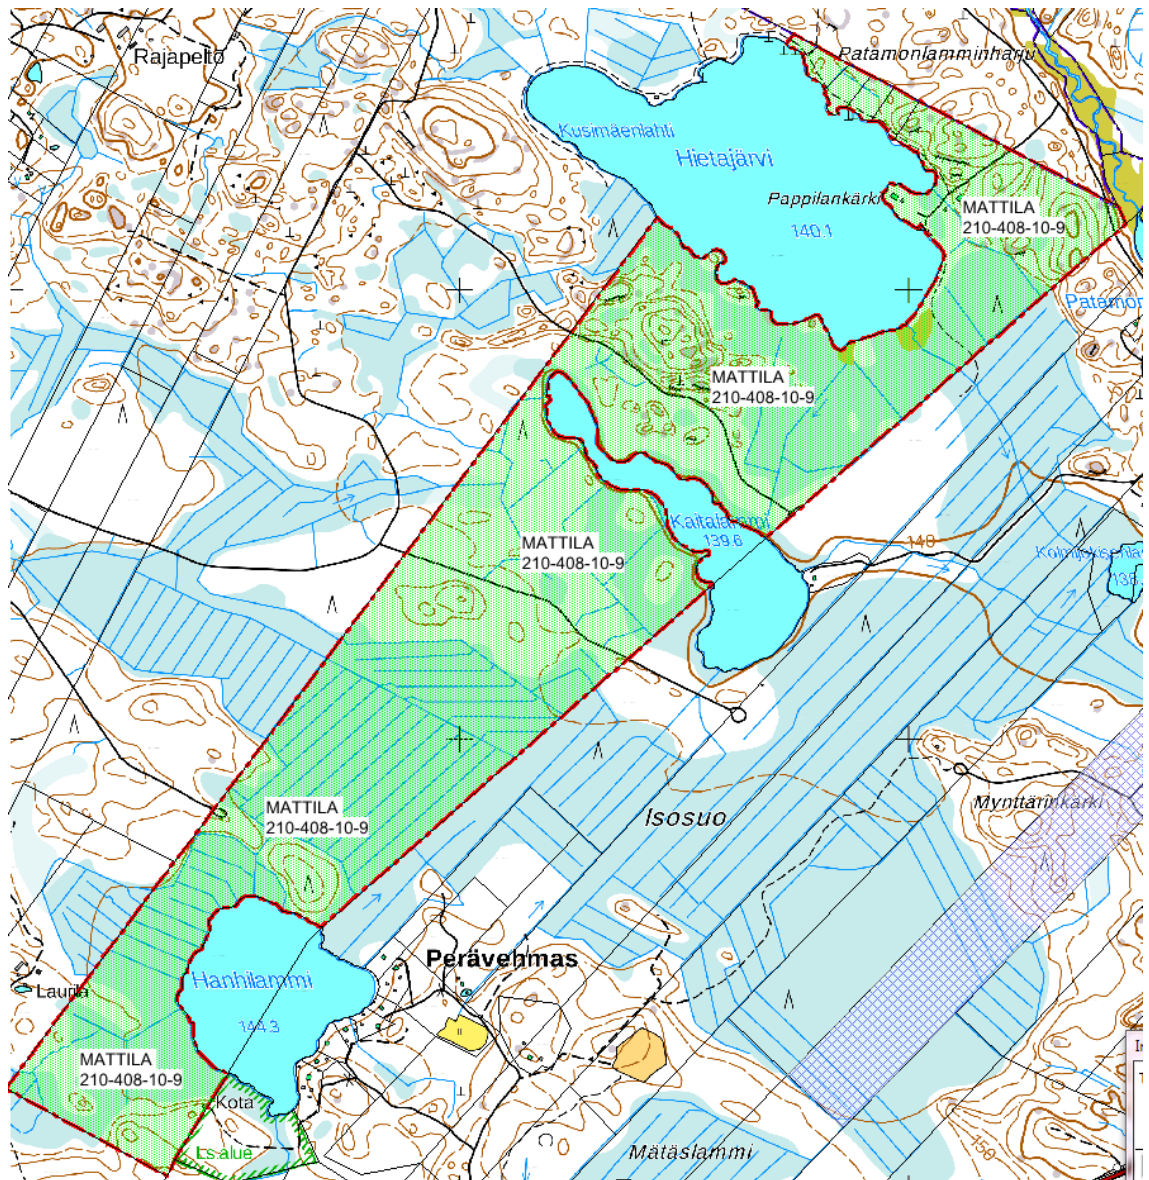 Rajapelto
Patamonlamminharju
Kusimäenlahti
Hietajärvi
Pappilankärki
140.1
MATTILA
210-408-10-9
MATTILA
210-408-10-9
Kaitalammi
139.6
140
MATTILA
210-408-10-9
MATTILA
210-408-10-9
Isosuo
Mynttärinkärki
Perävehmas
Hanhilammi
144.3
Laurila
MATTILA
210-408-10-9
Kota
Ls.alue
Mätäslammi
150